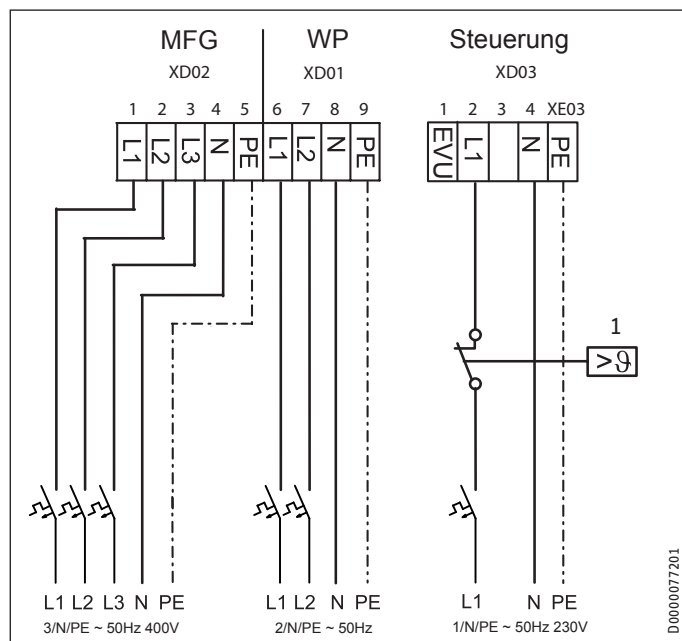 MFG WP Steuerung
XD02 XD01 XD03
1 2 3 4 5 6 7 8 9 1 2 3 4 XE03
L1 L2 L3 N PE L1 L2 N PE EVU L1 N PE
1
>ϑ
L1 L2 L3 N PE L1 L2 N PE L1 N PE
3/N/PE ~ 50Hz 400V 2/N/PE ~ 50Hz 1/N/PE ~ 50Hz 230V
D0000077201